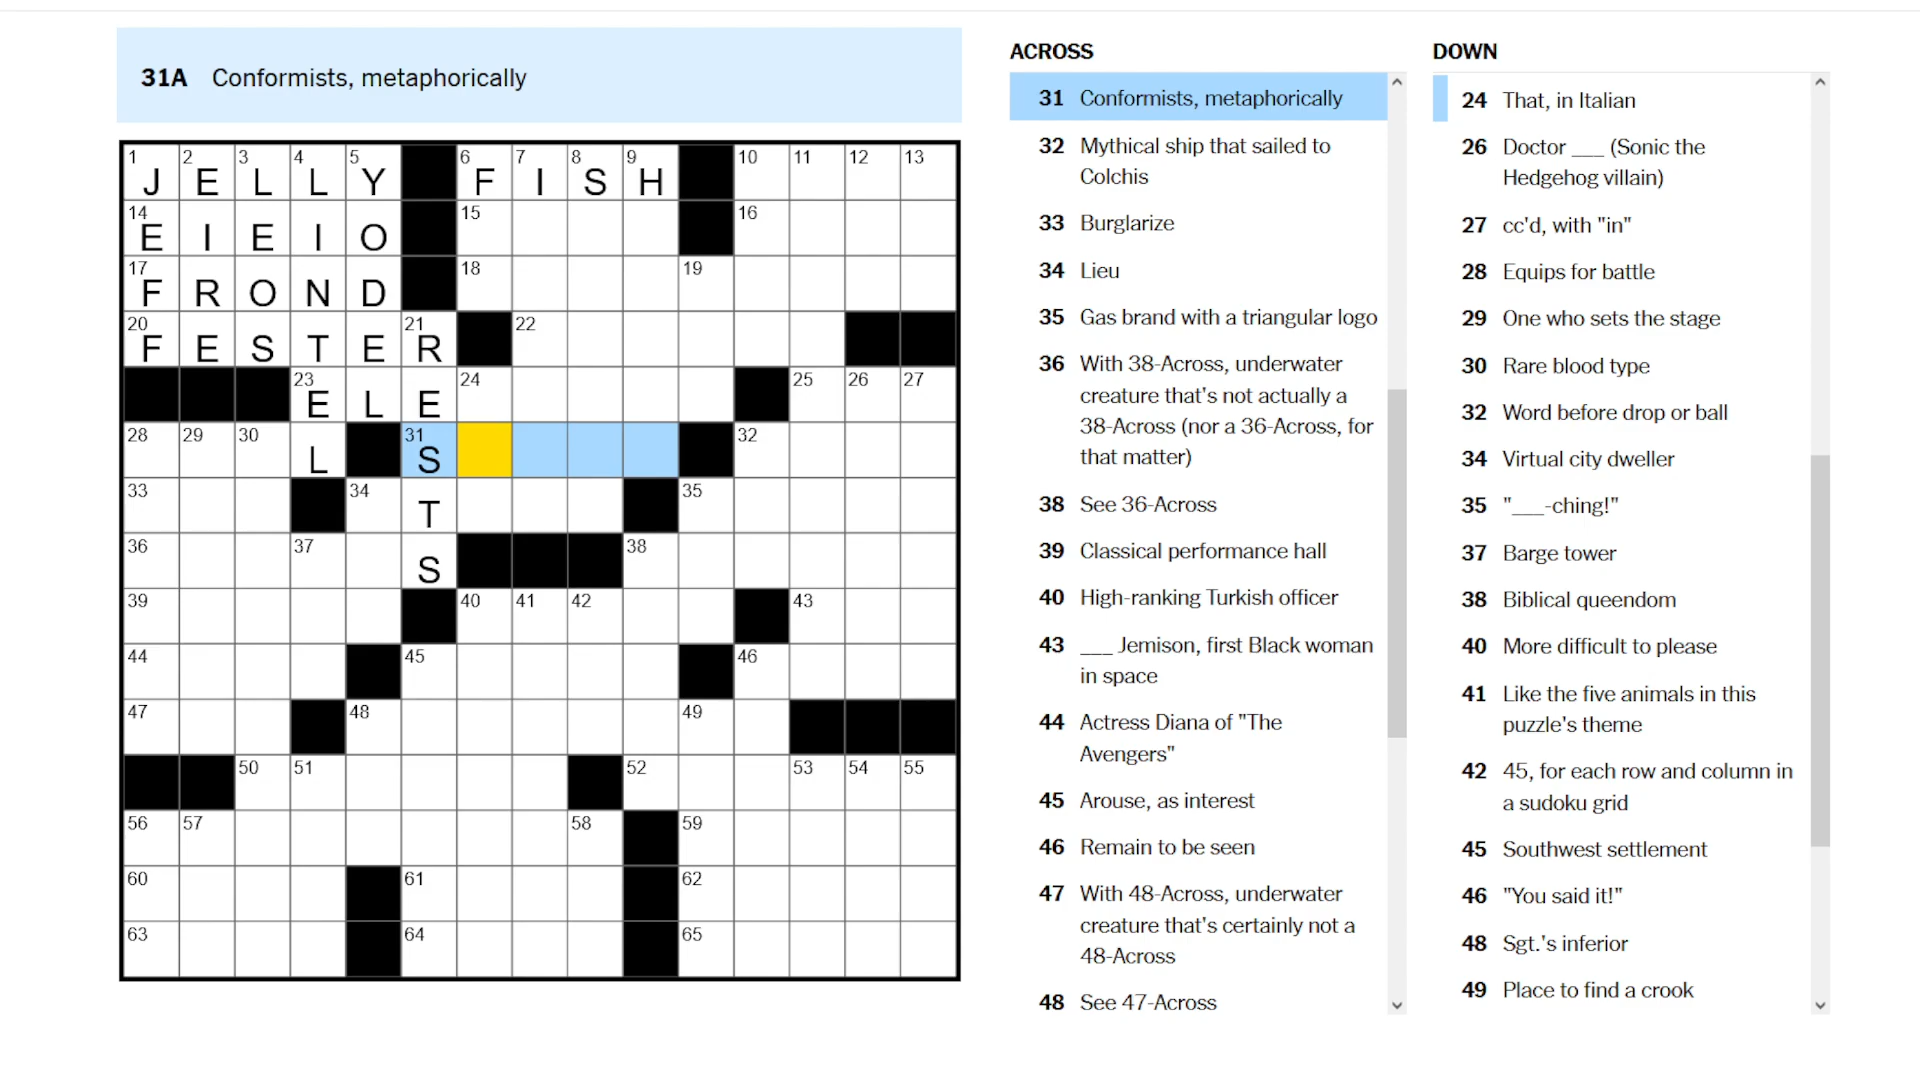 31A Conformists, metaphorically
1 2 3 4 5 6 7 8 9 10 11 12 13
J E L L Y F I S H
14 15 16
E I E I O
17 18 19
F R O N D
20 21 22
F E S T E R
23 24 25 26 27
E L E
28 29 30 31 32
L S
33 34 35
T
36 37 38
S
39 40 41 42 43
44 45 46
47 48 49
50 51 52 53 54 55
56 57 58 59
60 61 62
63 64 65
ACROSS
31 Conformists, metaphorically
32 Mythical ship that sailed to
Colchis
33 Burglarize
34 Lieu
35 Gas brand with a triangular logo
36 With 38-Across, underwater
creature that's not actually a
38-Across (nor a 36-Across, for
that matter)
38 See 36-Across
39 Classical performance hall
40 High-ranking Turkish officer
43 ___ Jemison, first Black woman
in space
44 Actress Diana of "The
Avengers"
45 Arouse, as interest
46 Remain to be seen
47 With 48-Across, underwater
creature that's certainly not a
48-Across
48 See 47-Across
DOWN
24 That, in Italian
26 Doctor ___ (Sonic the
Hedgehog villain)
27 cc'd, with "in"
28 Equips for battle
29 One who sets the stage
30 Rare blood type
32 Word before drop or ball
34 Virtual city dweller
35 "___-ching!"
37 Barge tower
38 Biblical queendom
40 More difficult to please
41 Like the five animals in this
puzzle's theme
42 45, for each row and column in
a sudoku grid
45 Southwest settlement
46 "You said it!"
48 Sgt.'s inferior
49 Place to find a crook